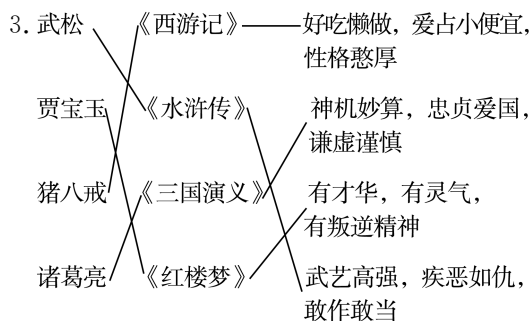 3. 武松 《西游记》 好吃懒做，爱占小便宜，
性格憨厚
贾宝玉 《水浒传》 神机妙算，忠贞爱国，
谦虚谨慎
猪八戒 《三国演义》 有才华，有灵气，
有叛逆精神
诸葛亮 《红楼梦》 武艺高强，疾恶如仇，
敢作敢当